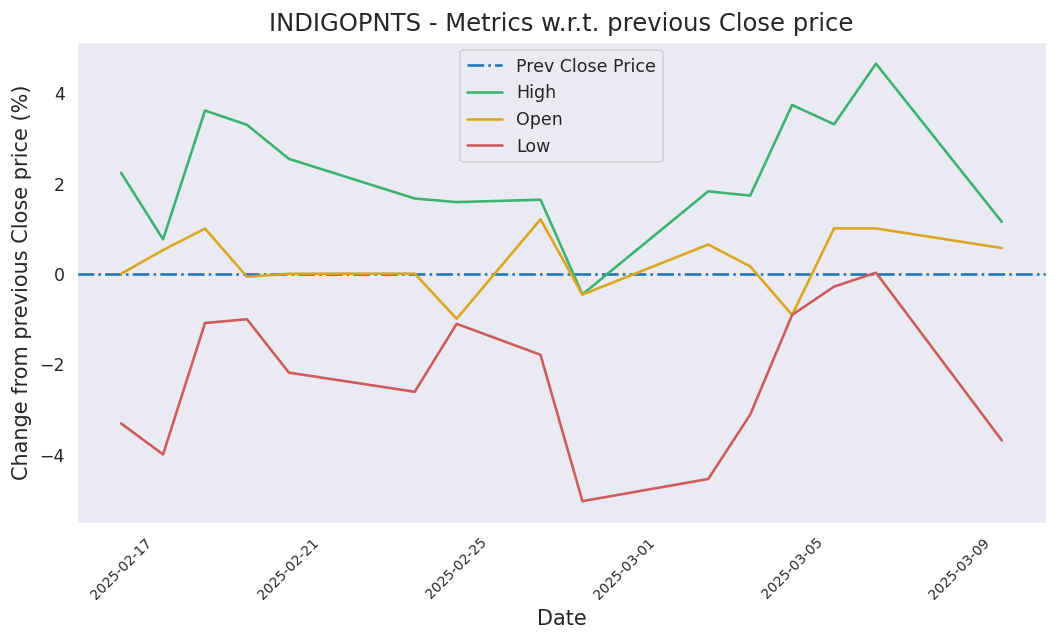 INDIGOPNTS - Metrics w.r.t. previous Close price
Prev Close Price
High
Open
Low
Change from previous Close price (%)
4
2
0
−2
−4
2025-02-17
2025-02-21
2025-02-25
2025-03-01
2025-03-05
2025-03-09
Date